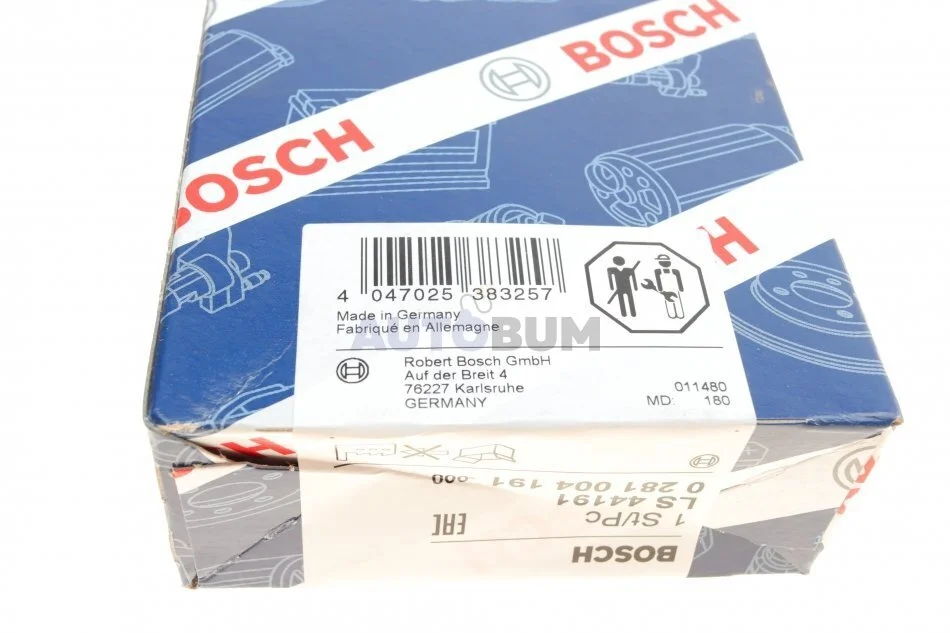 BOSCH
BOSCH
H
4 047025 383257
Made in Germany
Fabriqué en Allemagne
AUTOBUM
Robert Bosch GmbH
Auf der Breit 4
76227 Karlsruhe
GERMANY
011480
MD: 180
H
BOSCH
1 St/Pc
LS 44191
0 281 004 191
EAC